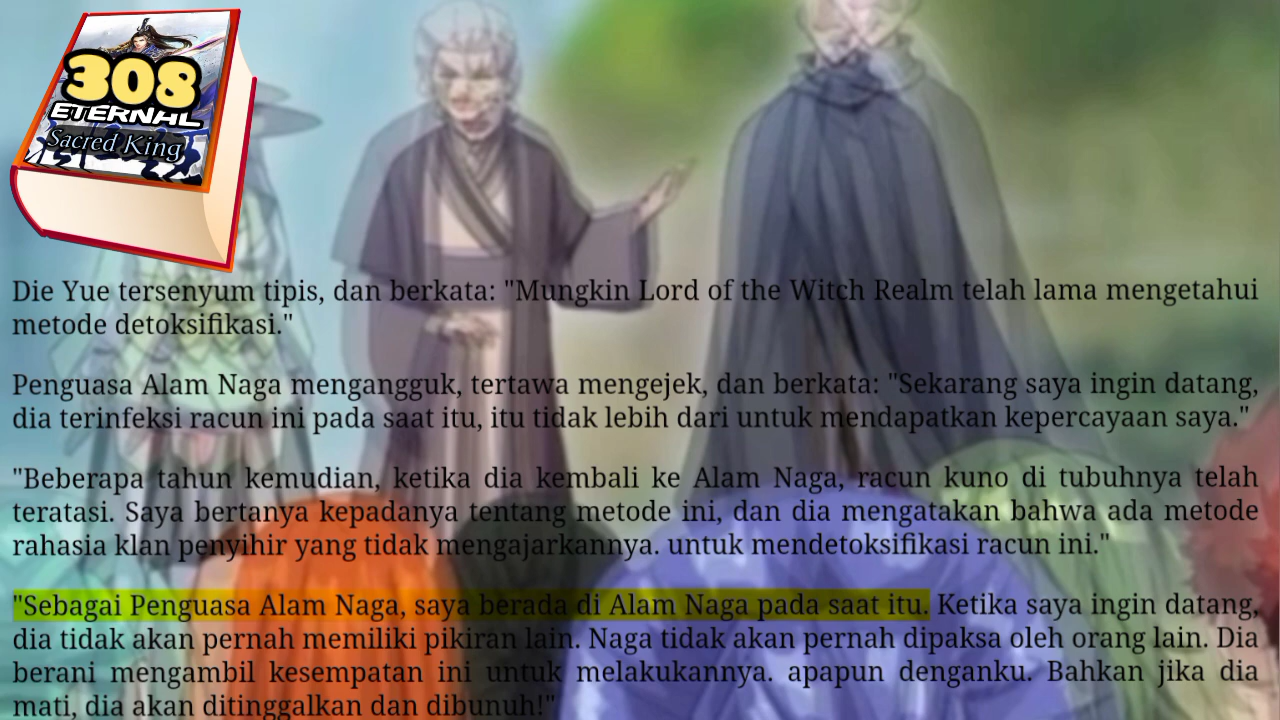 308
ETERNAL
Sacred King
Die Yue tersenyum tipis, dan berkata: "Mungkin Lord of the Witch Realm telah lama mengetahui
metode detoksifikasi."
Penguasa Alam Naga mengangguk, tertawa mengejek, dan berkata: "Sekarang saya ingin datang,
dia terinfeksi racun ini pada saat itu, itu tidak lebih dari untuk mendapatkan kepercayaan saya."
"Beberapa tahun kemudian, ketika dia kembali ke Alam Naga, racun kuno di tubuhnya telah
teratasi. Saya bertanya kepadanya tentang metode ini, dan dia mengatakan bahwa ada metode
rahasia klan penyihir yang tidak mengajarkannya. untuk mendetoksifikasi racun ini."
"Sebagai Penguasa Alam Naga, saya berada di Alam Naga pada saat itu. Ketika saya ingin datang,
dia tidak akan pernah memiliki pikiran lain. Naga tidak akan pernah dipaksa oleh orang lain. Dia
berani mengambil kesempatan ini untuk melakukannya. apapun denganku. Bahkan jika dia
mati, dia akan ditinggalkan dan dibunuh!"